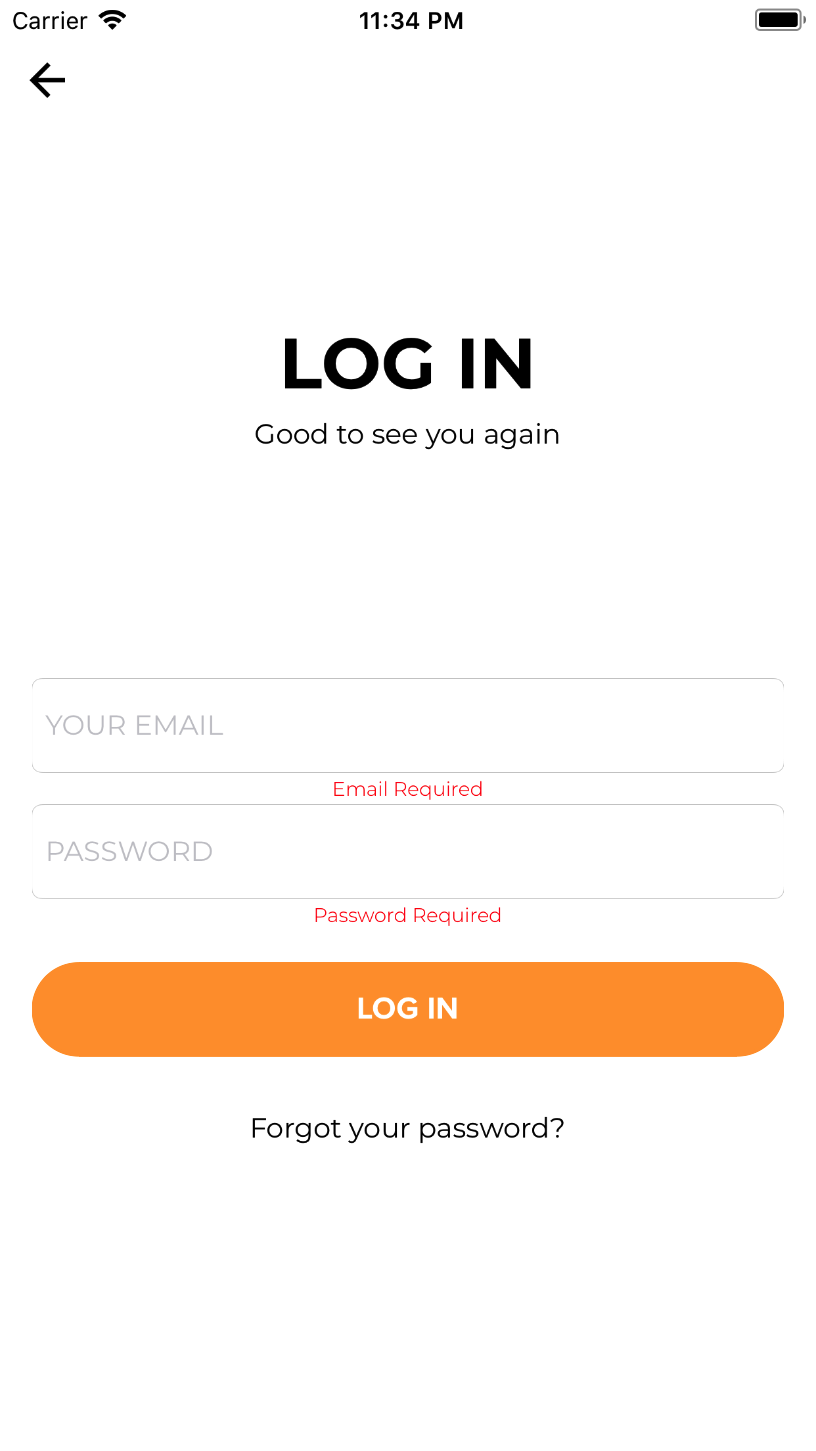 Carrier 11:34 PM
LOG IN
Good to see you again
YOUR EMAIL
Email Required
PASSWORD
Password Required
LOG IN
Forgot your password?